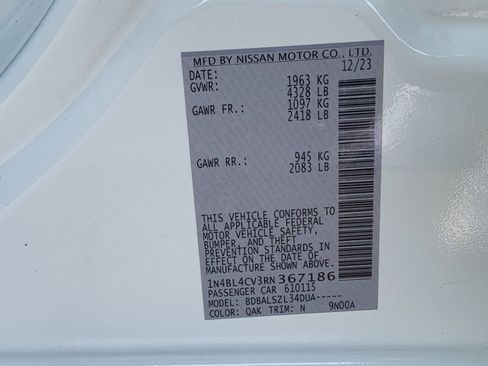 MFD BY NISSAN MOTOR CO., LTD.
DATE: 12/23
GVWR: 1963 KG
4328 LB
GAWR FR.: 1097 KG
2418 LB
GAWR RR.: 945 KG
2083 LB
THIS VEHICLE CONFORMS TO
ALL APPLICABLE FEDERAL
MOTOR VEHICLE SAFETY,
BUMPER, AND THEFT
PREVENTION STANDARDS
IN EFFECT ON THE DATE OF
MANUFACTURE SHOWN ABOVE.
1N4BL4CV3RN367186
PASSENGER CAR 610115
MODEL: BDBALSZL34DUA-----
COLOR: QAK TRIM: N 9N00A